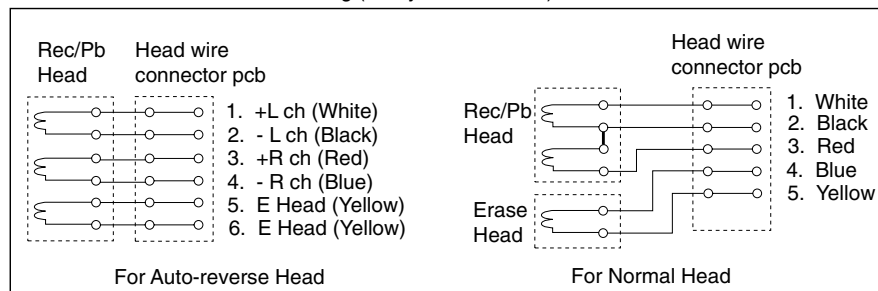 Rec/Pb
Head
Head wire
connector pcb
1. +L ch (White)
2. - L ch (Black)
3. +R ch (Red)
4. - R ch (Blue)
5. E Head (Yellow)
6. E Head (Yellow)
For Auto-reverse Head
Head wire
connector pcb
Rec/Pb
Head
1. White
2. Black
3. Red
4. Blue
5. Yellow
Erase
Head
For Normal Head